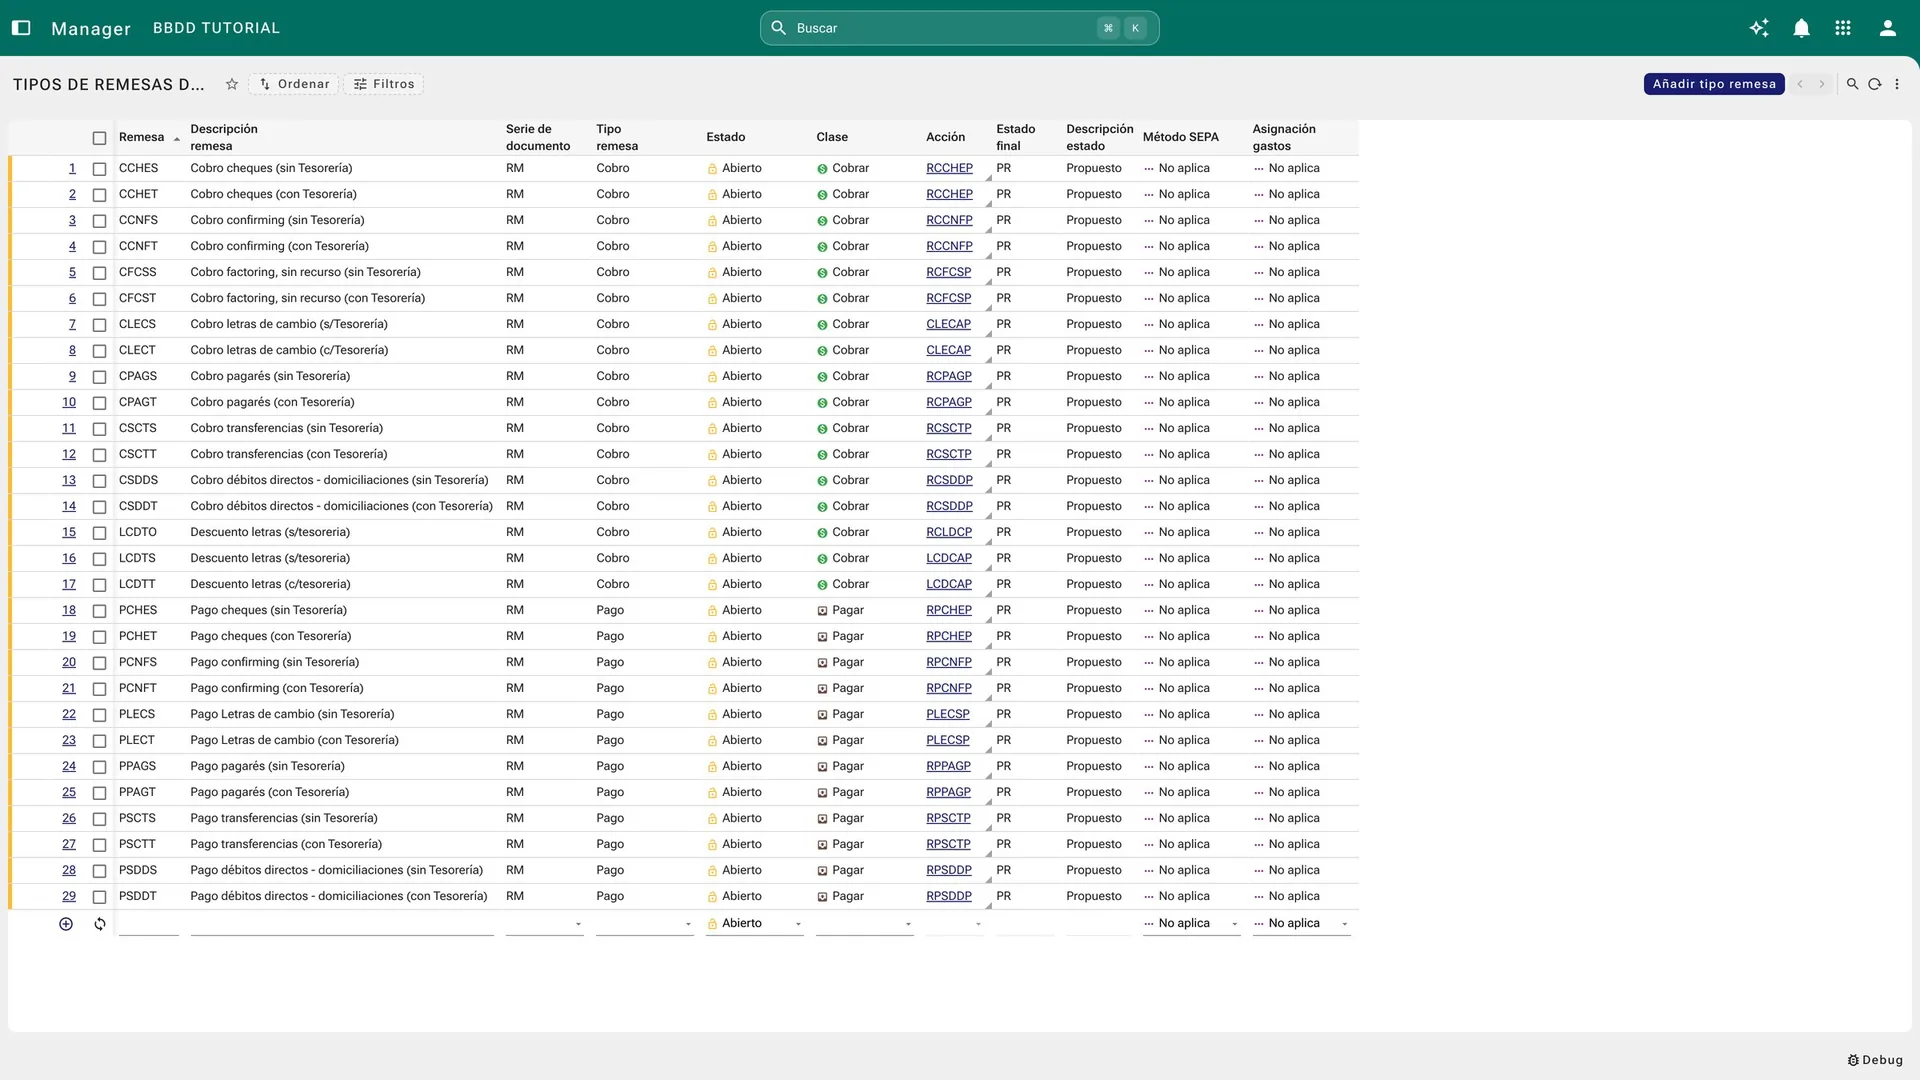 Manager BBDD TUTORIAL Buscar ⌘ K
TIPOS DE REMESAS D... Ordenar Filtros Añadir tipo remesa
Remesa Descripción remesa Serie de documento Tipo remesa Estado Clase Acción Estado final Descripción estado Método SEPA Asignación gastos
1 CCHES Cobro cheques (sin Tesorería) RM Cobro Abierto Cobrar RCCHEP PR Propuesto No aplica No aplica
2 CCHET Cobro cheques (con Tesorería) RM Cobro Abierto Cobrar RCCHEP PR Propuesto No aplica No aplica
3 CCNFS Cobro confirming (sin Tesorería) RM Cobro Abierto Cobrar RCCNFP PR Propuesto No aplica No aplica
4 CCNFT Cobro confirming (con Tesorería) RM Cobro Abierto Cobrar RCCNFP PR Propuesto No aplica No aplica
5 CFCSS Cobro factoring, sin recurso (sin Tesorería) RM Cobro Abierto Cobrar RCFCSP PR Propuesto No aplica No aplica
6 CFCST Cobro factoring, sin recurso (con Tesorería) RM Cobro Abierto Cobrar RCFCSP PR Propuesto No aplica No aplica
7 CLECS Cobro letras de cambio (s/Tesorería) RM Cobro Abierto Cobrar CLECAP PR Propuesto No aplica No aplica
8 CLECT Cobro letras de cambio (c/Tesorería) RM Cobro Abierto Cobrar CLECAP PR Propuesto No aplica No aplica
9 CPAGS Cobro pagarés (sin Tesorería) RM Cobro Abierto Cobrar RCPAGP PR Propuesto No aplica No aplica
10 CPAGT Cobro pagarés (con Tesorería) RM Cobro Abierto Cobrar RCPAGP PR Propuesto No aplica No aplica
11 CSCTS Cobro transferencias (sin Tesorería) RM Cobro Abierto Cobrar RCSCTP PR Propuesto No aplica No aplica
12 CSCTT Cobro transferencias (con Tesorería) RM Cobro Abierto Cobrar RCSCTP PR Propuesto No aplica No aplica
13 CSDDS Cobro débitos directos - domiciliaciones (sin Tesorería) RM Cobro Abierto Cobrar RCSDDP PR Propuesto No aplica No aplica
14 CSDDT Cobro débitos directos - domiciliaciones (con Tesorería) RM Cobro Abierto Cobrar RCSDDP PR Propuesto No aplica No aplica
15 LCDTO Descuento letras (s/tesoreria) RM Cobro Abierto Cobrar RCLDCP PR Propuesto No aplica No aplica
16 LCDTS Descuento letras (s/tesoreria) RM Cobro Abierto Cobrar LCDCAP PR Propuesto No aplica No aplica
17 LCDTT Descuento letras (c/tesoreria) RM Cobro Abierto Cobrar LCDCAP PR Propuesto No aplica No aplica
18 PCHES Pago cheques (sin Tesorería) RM Pago Abierto Pagar RPCHEP PR Propuesto No aplica No aplica
19 PCHET Pago cheques (con Tesorería) RM Pago Abierto Pagar RPCHEP PR Propuesto No aplica No aplica
20 PCNFS Pago confirming (sin Tesorería) RM Pago Abierto Pagar RPCNFP PR Propuesto No aplica No aplica
21 PCNFT Pago confirming (con Tesorería) RM Pago Abierto Pagar RPCNFP PR Propuesto No aplica No aplica
22 PLECS Pago Letras de cambio (sin Tesorería) RM Pago Abierto Pagar PLECSP PR Propuesto No aplica No aplica
23 PLECT Pago Letras de cambio (con Tesorería) RM Pago Abierto Pagar PLECSP PR Propuesto No aplica No aplica
24 PPAGS Pago pagarés (sin Tesorería) RM Pago Abierto Pagar RPPAGP PR Propuesto No aplica No aplica
25 PPAGT Pago pagarés (con Tesorería) RM Pago Abierto Pagar RPPAGP PR Propuesto No aplica No aplica
26 PSCTS Pago transferencias (sin Tesorería) RM Pago Abierto Pagar RPSCTP PR Propuesto No aplica No aplica
27 PSCTT Pago transferencias (con Tesorería) RM Pago Abierto Pagar RPSCTP PR Propuesto No aplica No aplica
28 PSDDS Pago débitos directos - domiciliaciones (sin Tesorería) RM Pago Abierto Pagar RPSDDP PR Propuesto No aplica No aplica
29 PSDDT Pago débitos directos - domiciliaciones (con Tesorería) RM Pago Abierto Pagar RPSDDP PR Propuesto No aplica No aplica
Abierto No aplica No aplica
Debug